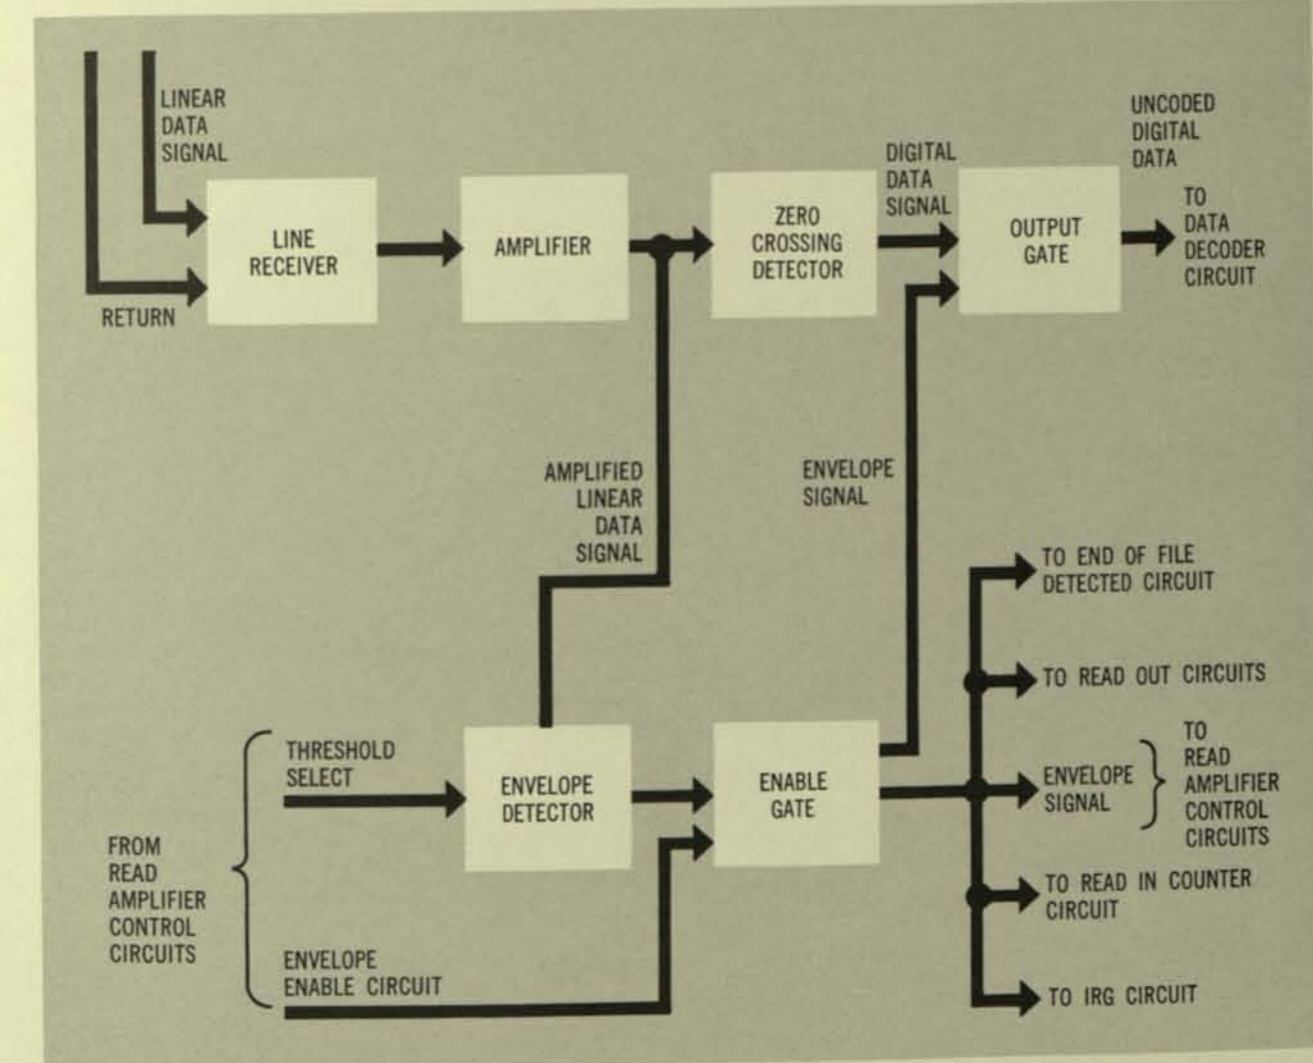 LINEAR
DATA
SIGNAL
RETURN
LINE
RECEIVER
AMPLIFIER
ZERO
CROSSING
DETECTOR
DIGITAL
DATA
SIGNAL
OUTPUT
GATE
UNCODED
DIGITAL
DATA
TO
DATA
DECODER
CIRCUIT
AMPLIFIED
LINEAR
DATA
SIGNAL
ENVELOPE
SIGNAL
FROM
READ
AMPLIFIER
CONTROL
CIRCUITS
THRESHOLD
SELECT
ENVELOPE
ENABLE CIRCUIT
ENVELOPE
DETECTOR
ENABLE
GATE
TO END OF FILE
DETECTED CIRCUIT
TO READ OUT CIRCUITS
ENVELOPE
SIGNAL
TO
READ
AMPLIFIER
CONTROL
CIRCUITS
TO READ IN COUNTER
CIRCUIT
TO IRG CIRCUIT